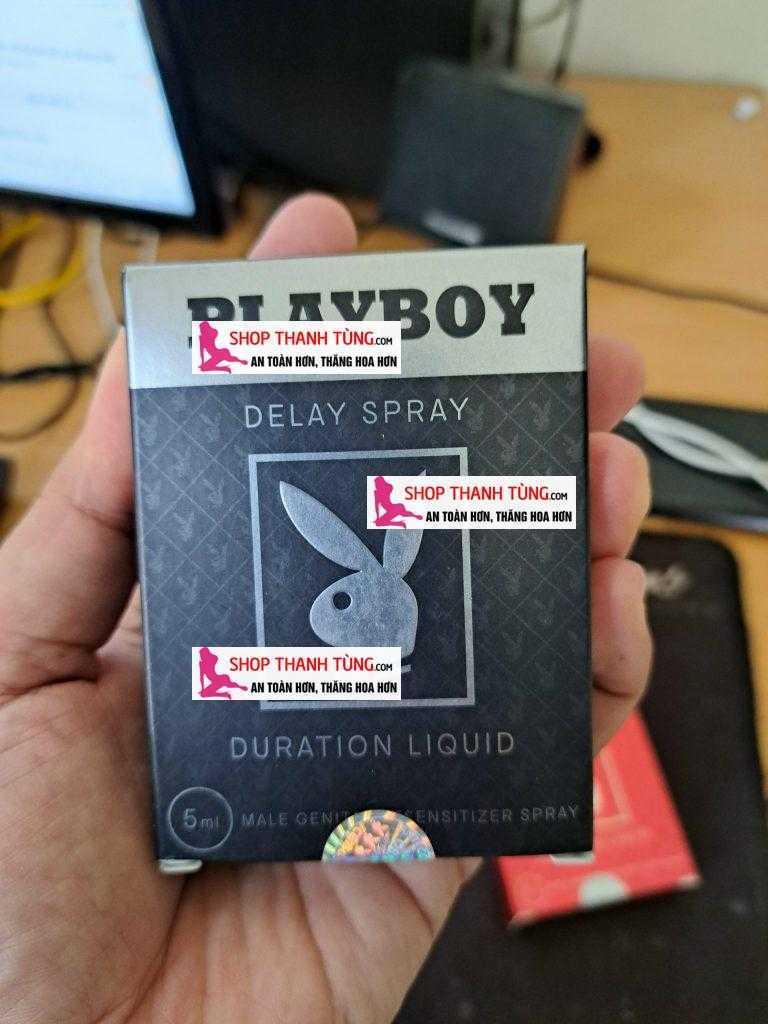 PLAYBOY
SHOP THANH TÙNG.COM
AN TOÀN HƠN, THĂNG HOA HƠN
DELAY SPRAY
SHOP THANH TÙNG.COM
AN TOÀN HƠN, THĂNG HOA HƠN
SHOP THANH TÙNG.COM
AN TOÀN HƠN, THĂNG HOA HƠN
DURATION LIQUID
5ml MALE SPRAY